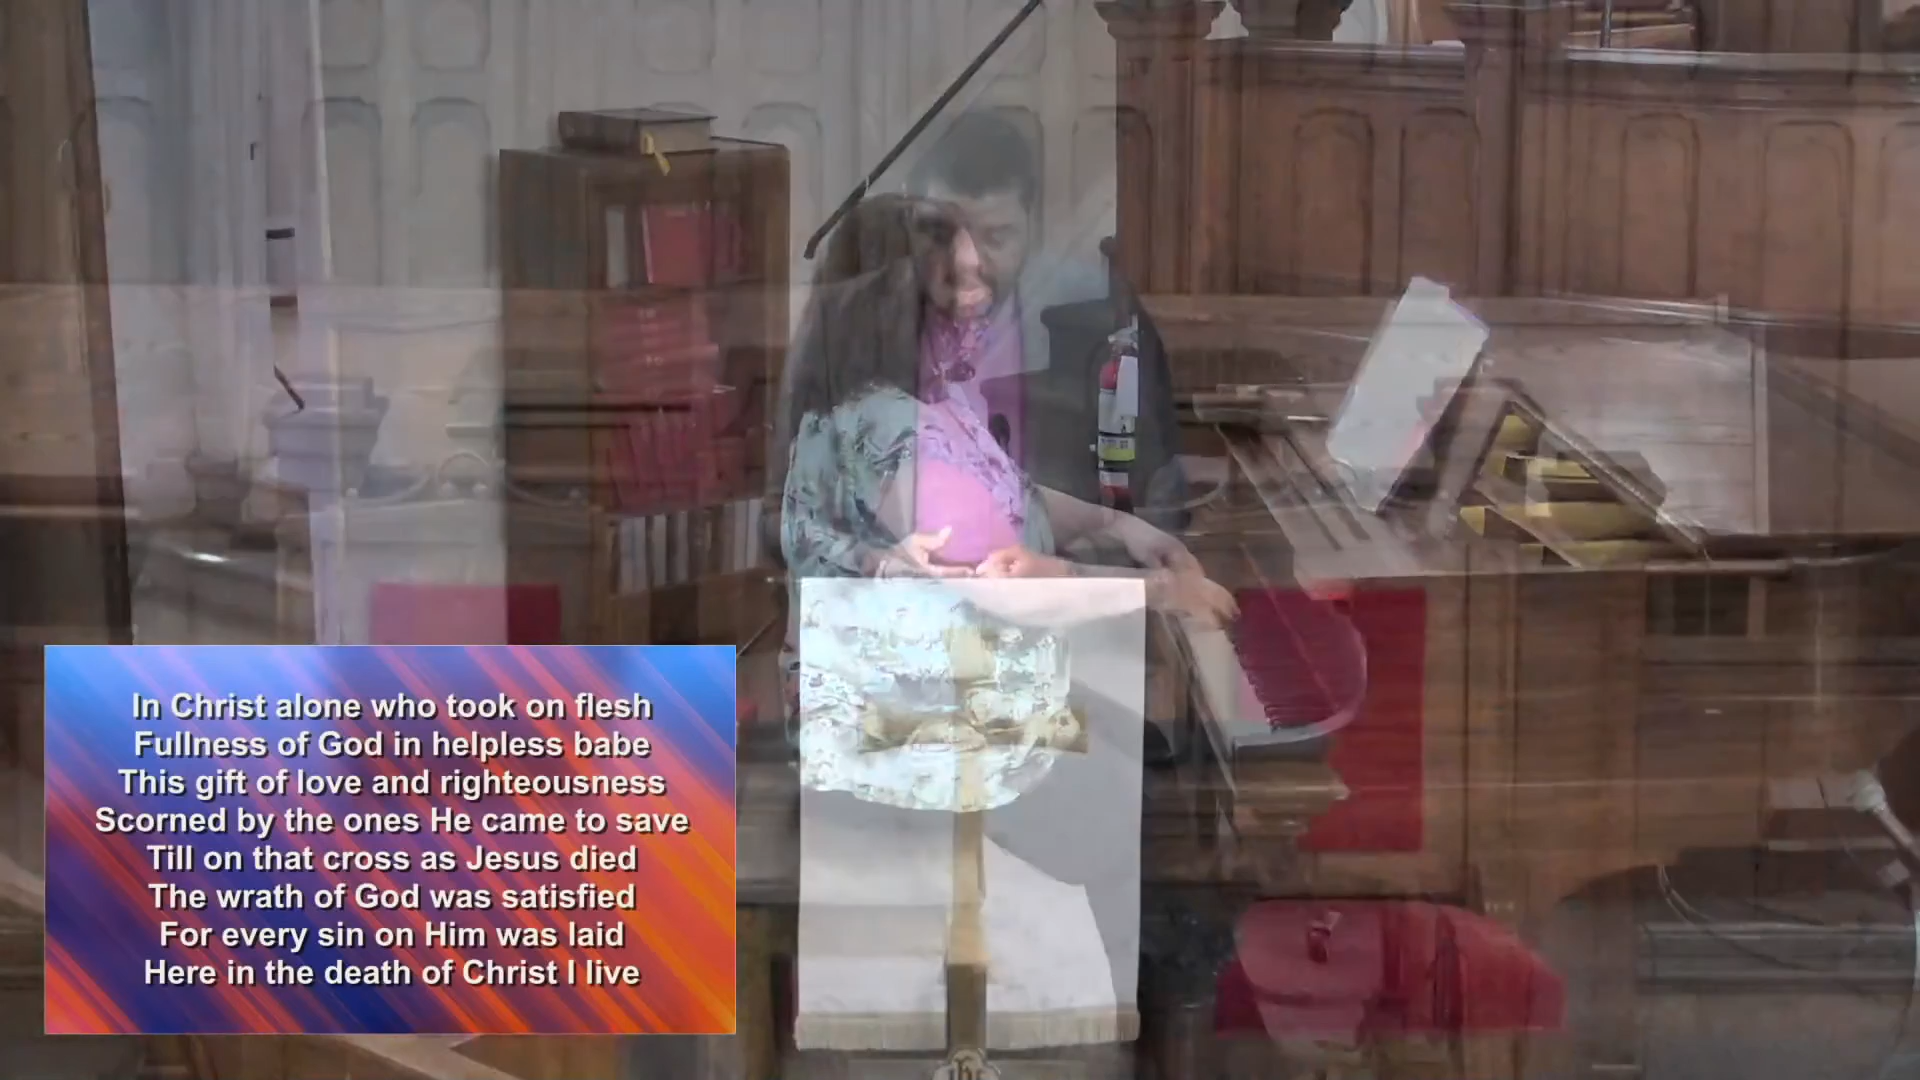 In Christ alone who took on flesh
Fullness of God in helpless babe
This gift of love and righteousness
Scorned by the ones He came to save
Till on that cross as Jesus died
The wrath of God was satisfied
For every sin on Him was laid
Here in the death of Christ I live
ihs